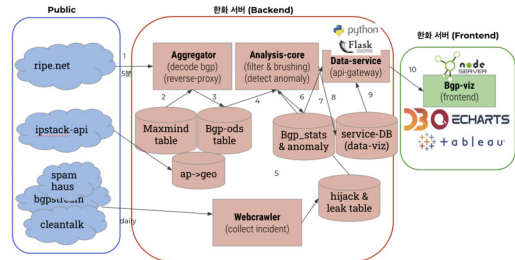 Public
한화 서버 (Backend)
한화 서버 (Frontend)
ripe.net
1
5분
Aggregator
(decode bgp)
(reverse-proxy)
Analysis-core
(filter & brushing)
(detect anomaly)
python
Flask
Data-service
(api-gateway)
10
node
SERVER
Bgp-viz
(frontend)
2
3
4
6
7
8
9
ipstack-api
Maxmind
table
Bgp-ods
table
Bgp_stats
& anomaly
service-DB
(data-viz)
D3
ECHARTS
tableau
ap->geo
5
spam
haus
bgpstream
cleantalk
daily
Webcrawler
(collect incident)
hijack &
leak table